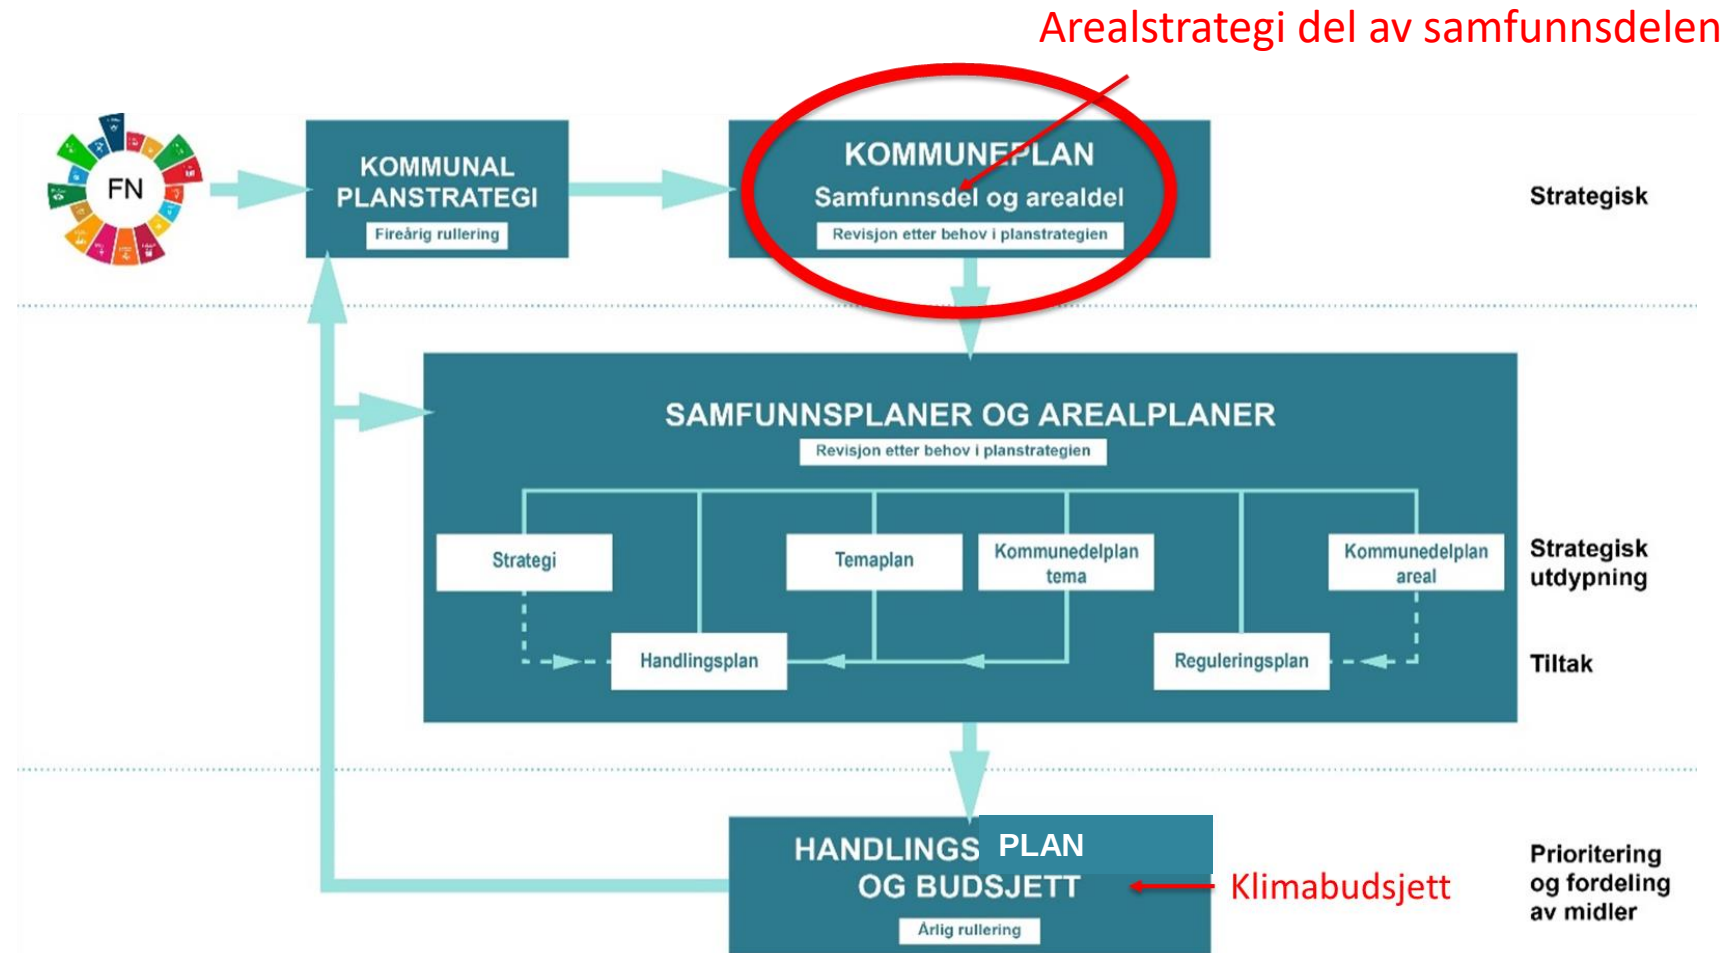 Arealstrategi del av samfunnsdelen
FN
KOMMUNAL
PLANSTRATEGI
Fireårig rullering
KOMMUNEPLAN
Samfunnsdel og arealdel
Revisjon etter behov i planstrategien
Strategisk
SAMFUNNSPLANER OG AREALPLANER
Revisjon etter behov i planstrategien
Strategi
Temaplan
Kommunedelplan
tema
Kommunedelplan
areal
Strategisk
utdypning
Handlingsplan
Reguleringsplan
Tiltak
HANDLINGS PLAN
OG BUDSJETT
Årlig rullering
Klimabudsjett
Prioritering
og fordeling
av midler